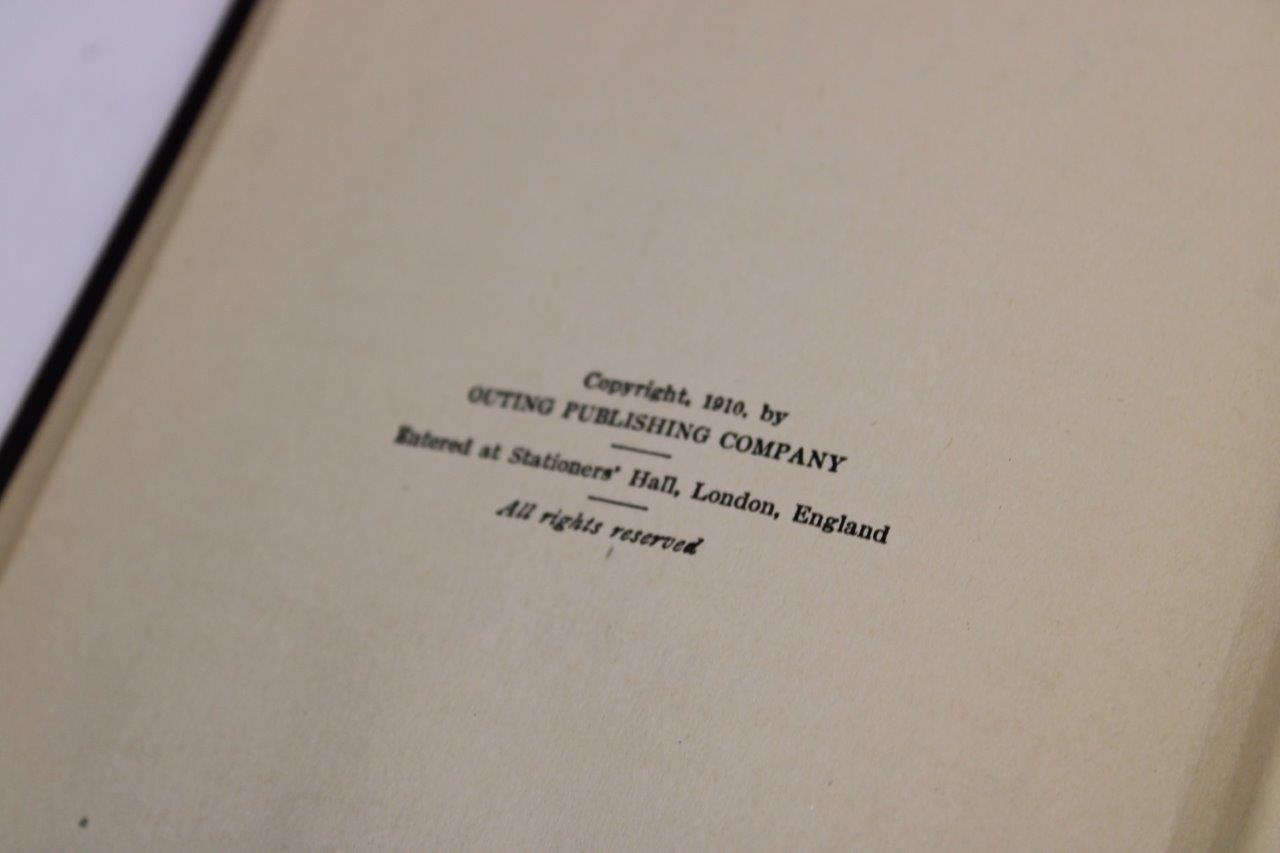 Copyright, 1910, by
OUTING PUBLISHING COMPANY
Entered at Stationers' Hall, London, England
All rights reserved